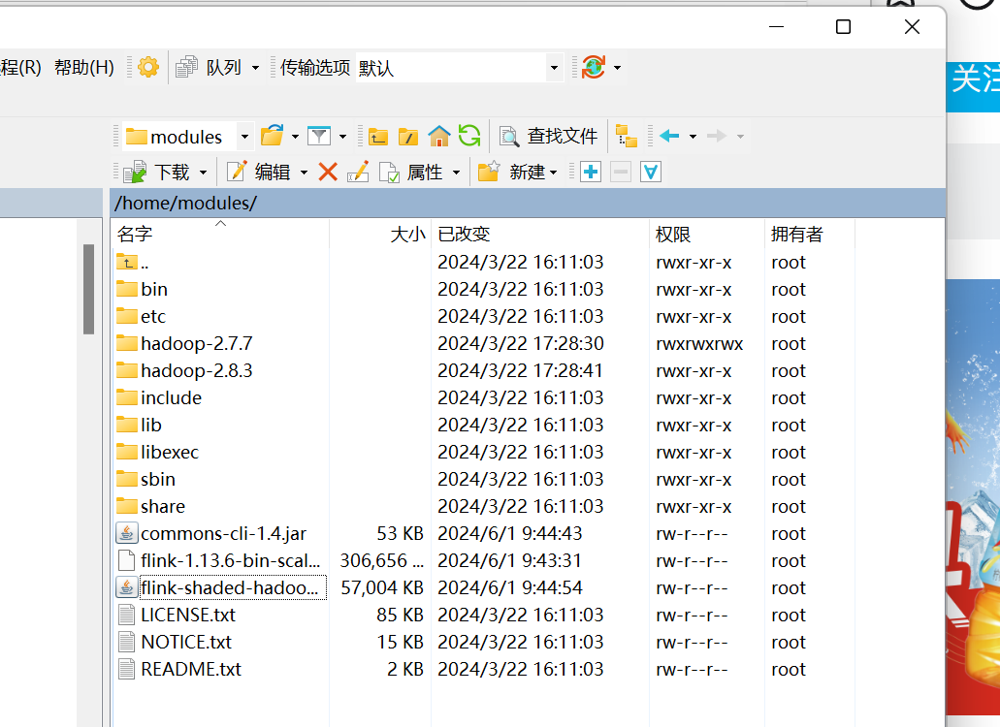 程(R) 帮助(H) 队列 传输选项 默认
关注
modules 查找文件
下载 编辑 属性 新建
/home/modules/
名字 大小 已改变 权限 拥有者
.. 2024/3/22 16:11:03 rwxr-xr-x root
bin 2024/3/22 16:11:03 rwxr-xr-x root
etc 2024/3/22 16:11:03 rwxr-xr-x root
hadoop-2.7.7 2024/3/22 17:28:30 rwxrwxrwx root
hadoop-2.8.3 2024/3/22 17:28:41 rwxr-xr-x root
include 2024/3/22 16:11:03 rwxr-xr-x root
lib 2024/3/22 16:11:03 rwxr-xr-x root
libexec 2024/3/22 16:11:03 rwxr-xr-x root
sbin 2024/3/22 16:11:03 rwxr-xr-x root
share 2024/3/22 16:11:03 rwxr-xr-x root
commons-cli-1.4.jar 53 KB 2024/6/1 9:44:43 rw-r--r-- root
flink-1.13.6-bin-scal... 306,656 ... 2024/6/1 9:43:31 rw-r--r-- root
flink-shaded-hadoo... 57,004 KB 2024/6/1 9:44:54 rw-r--r-- root
LICENSE.txt 85 KB 2024/3/22 16:11:03 rw-r--r-- root
NOTICE.txt 15 KB 2024/3/22 16:11:03 rw-r--r-- root
README.txt 2 KB 2024/3/22 16:11:03 rw-r--r-- root